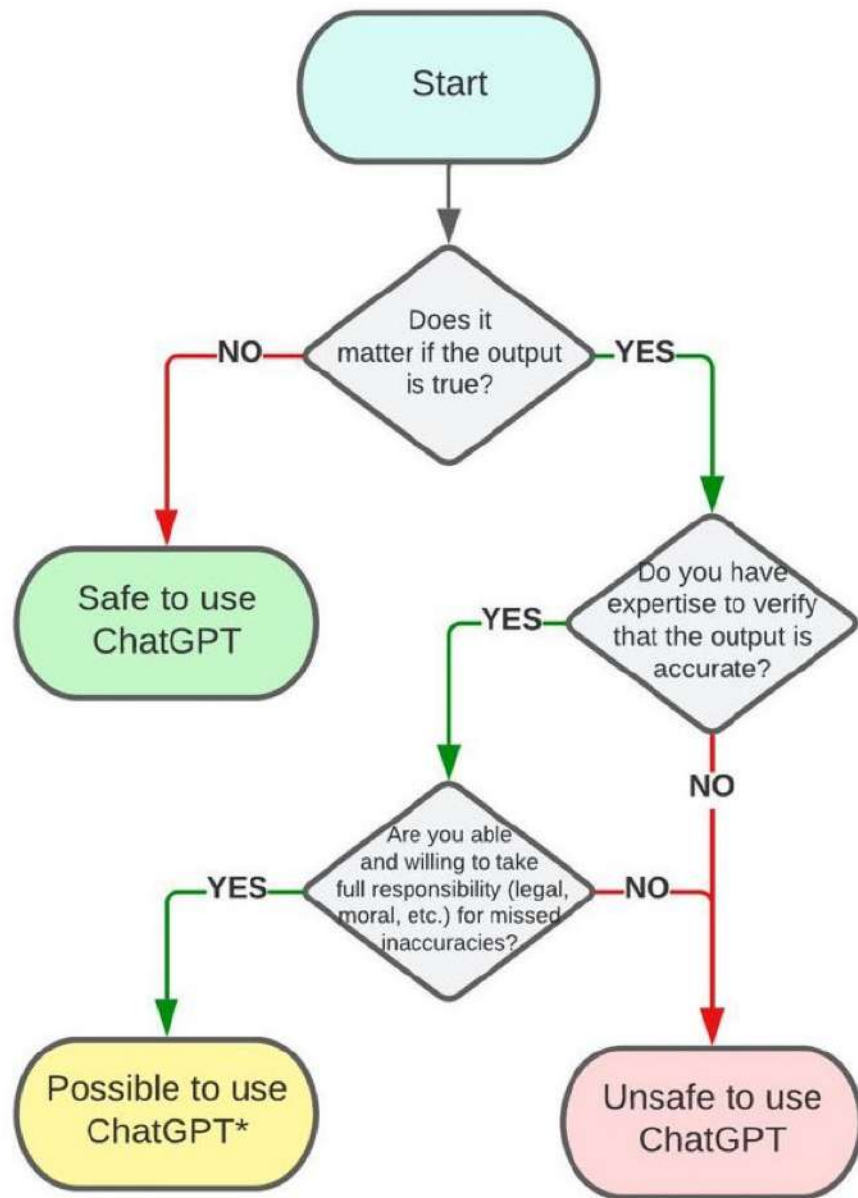 Start
Does it
matter if the output
is true?
NO
YES
Safe to use
ChatGPT
Do you have
expertise to verify
that the output is
accurate?
YES
NO
Are you able
and willing to take
full responsibility (legal,
moral, etc.) for missed
inaccuracies?
YES
NO
Possible to use
ChatGPT*
Unsafe to use
ChatGPT